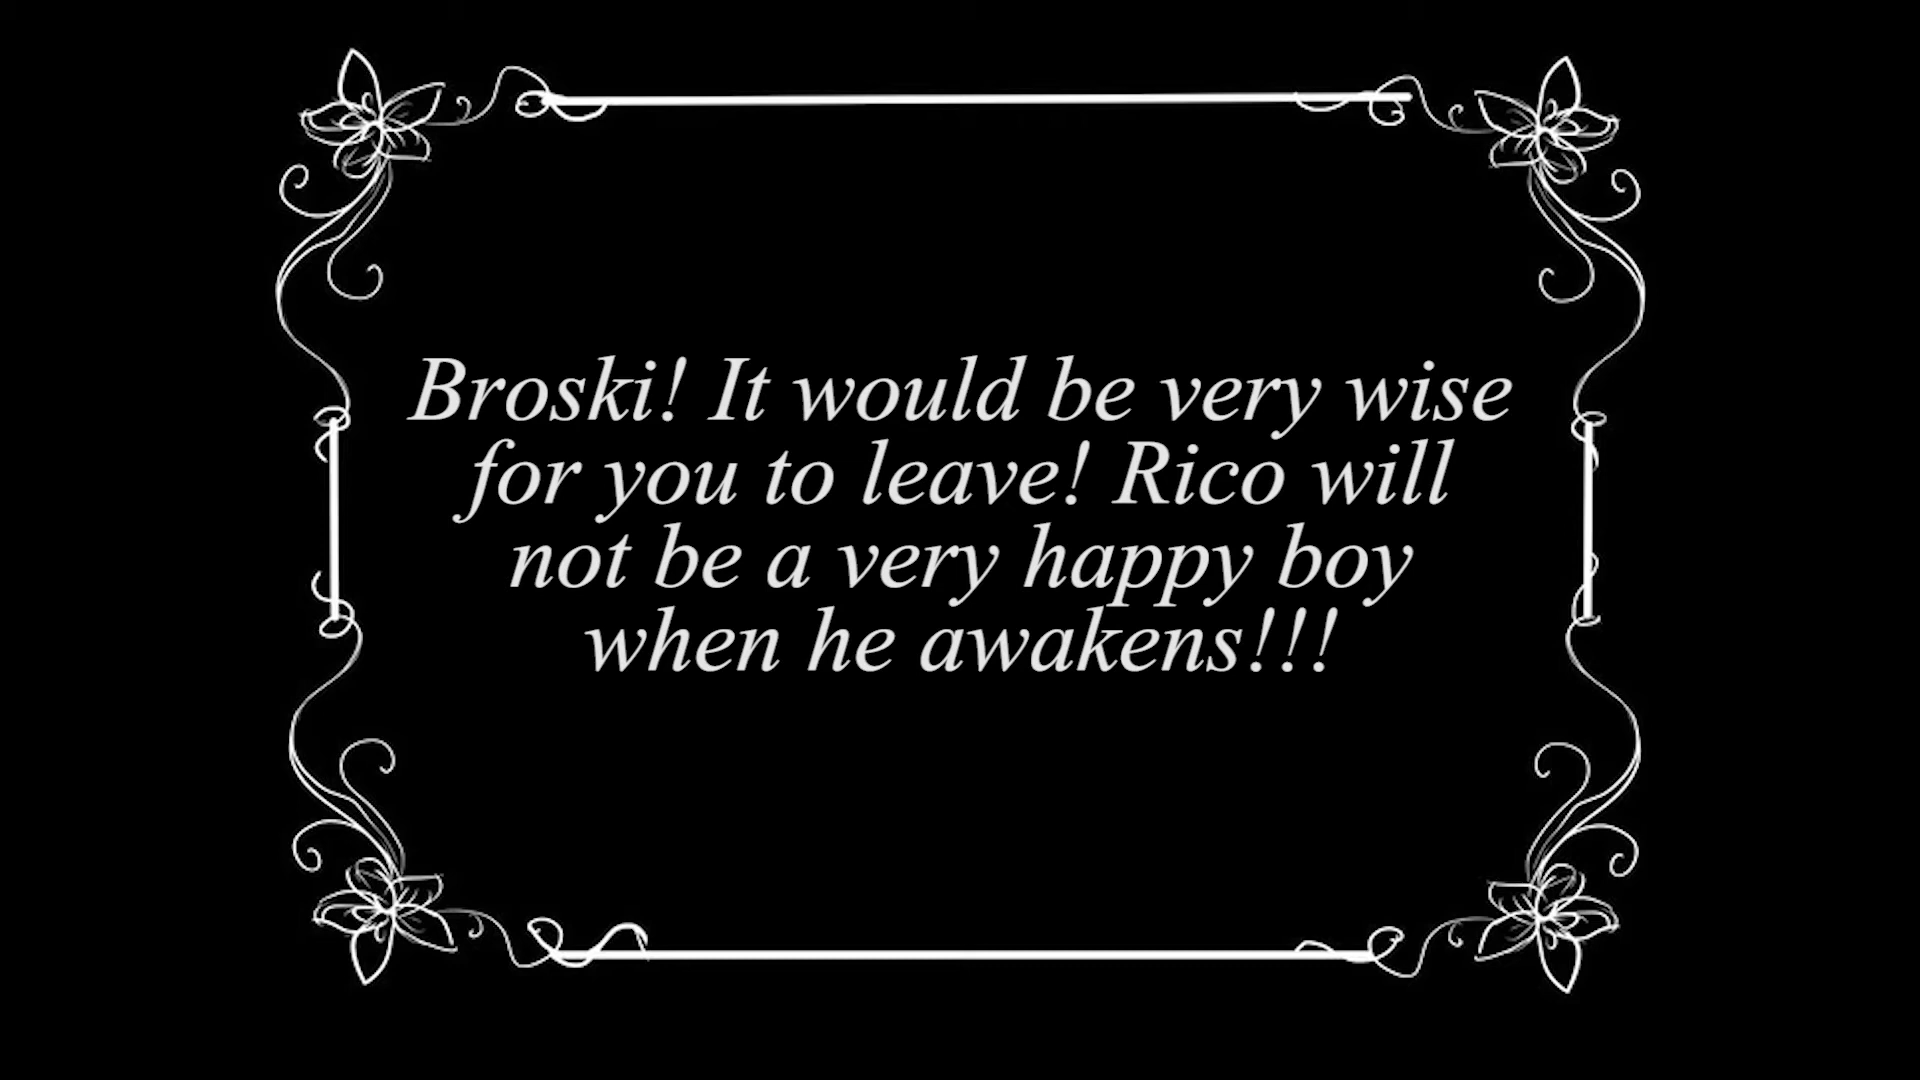 Broski! It would be very wise
for you to leave! Rico will
not be a very happy boy
when he awakens!!!